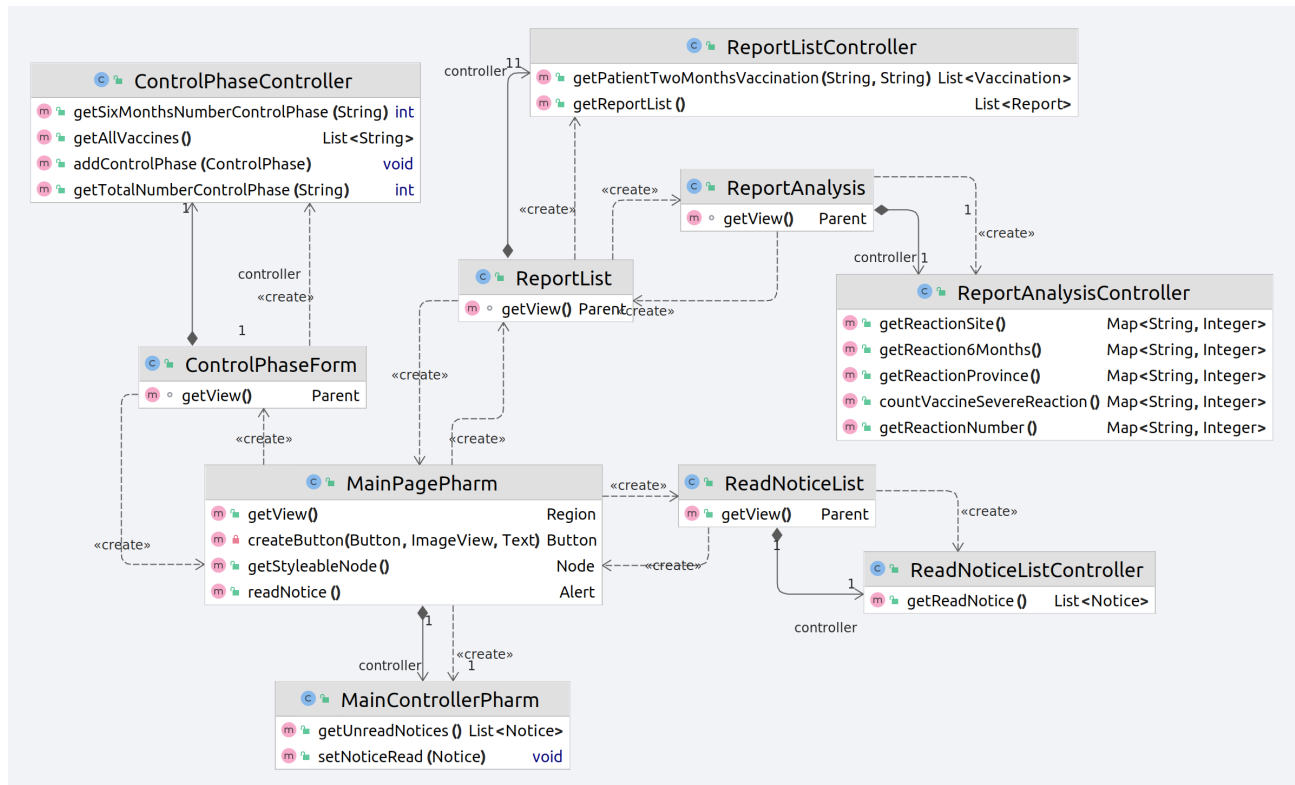 ReportListController
getPatientTwoMonthsVaccination(String, String) List<Vaccination>
getReportList() List<Report>
controller
11
ControlPhaseController
getSixMonthsNumberControlPhase(String) int
getAllVaccines() List<String>
addControlPhase(ControlPhase) void
getTotalNumberControlPhase(String) int
1
controller
«create»
1
«create»
«create»
ReportAnalysis
getView() Parent
1
«create»
controller 1
ReportList
getView() Parent
«create»
ReportAnalysisController
getReactionSite() Map<String, Integer>
getReaction6Months() Map<String, Integer>
getReactionProvince() Map<String, Integer>
countVaccineSevereReaction() Map<String, Integer>
getReactionNumber() Map<String, Integer>
ControlPhaseForm
getView() Parent
«create»
«create»
«create»
MainPagePharm
getView() Region
createButton(Button, ImageView, Text) Button
getStyleableNode() Node
readNotice() Alert
«create»
«create»
ReadNoticeList
getView() Parent
«create»
«create»
1
1
controller
ReadNoticeListController
getReadNotice() List<Notice>
1
controller
«create»
1
MainControllerPharm
getUnreadNotices() List<Notice>
setNoticeRead(Notice) void